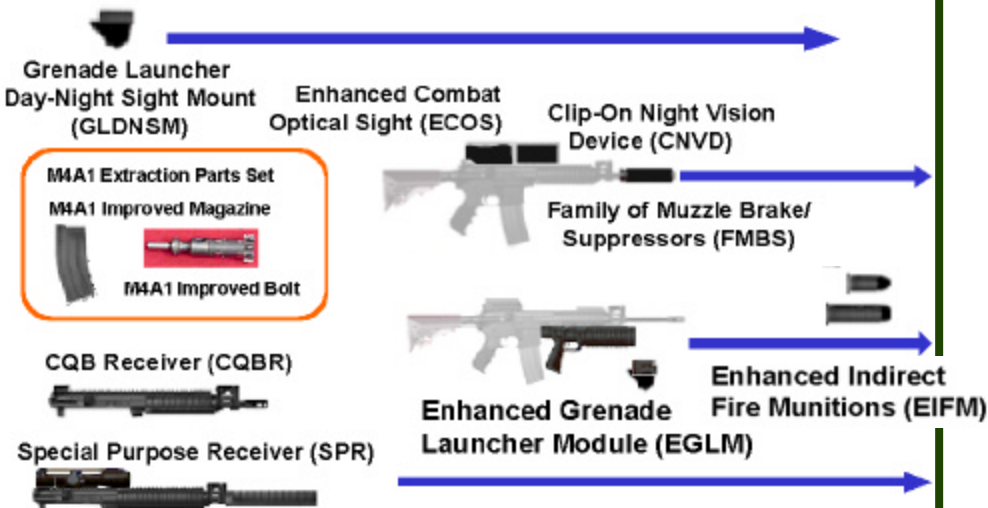 Grenade Launcher
Day-Night Sight Mount
(GLDNSM)
Enhanced Combat
Optical Sight (ECOS)
Clip-On Night Vision
Device (CNVD)
M4A1 Extraction Parts Set
M4A1 Improved Magazine
M4A1 Improved Bolt
Family of Muzzle Brake/
Suppressors (FMBS)
CQB Receiver (CQBR)
Enhanced Grenade
Launcher Module (EGLM)
Enhanced Indirect
Fire Munitions (EIFM)
Special Purpose Receiver (SPR)